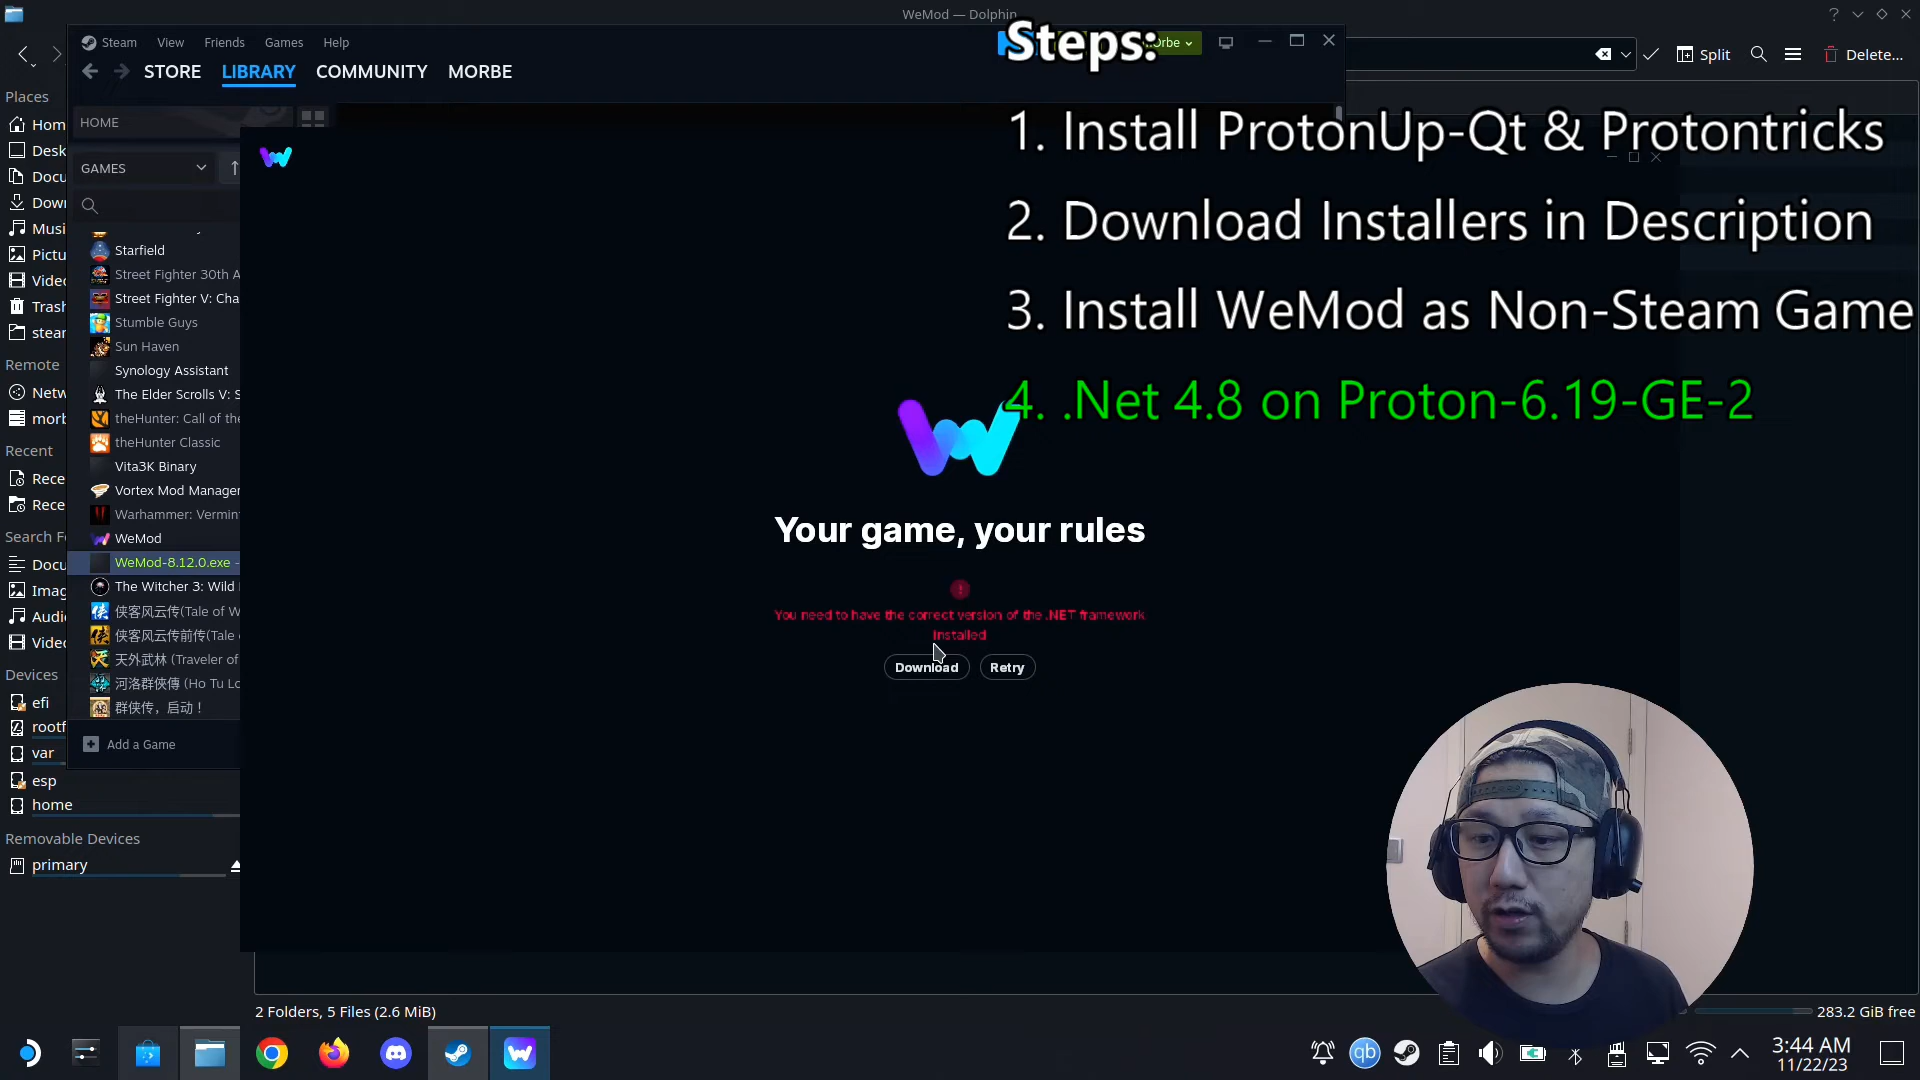 WeMod — Dolphin
Steam View Friends Games Help
Steps:
STORE LIBRARY COMMUNITY MORBE
Split
Delete...
Places
Desk
HOME
1. Install ProtonUp-Qt & Protontricks
GAMES
2. Download Installers in Description
Starfield
Street Fighter 30th A
Street Fighter V: Cha
3. Install WeMod as Non-Steam Game
Stumble Guys
Sun Haven
Remote
Synology Assistant
The Elder Scrolls V: S
4. .Net 4.8 on Proton-6.19-GE-2
theHunter: Call of the
theHunter Classic
Recent
Vita3K Binary
Vortex Mod Manager
Warhammer: Vermin
Your game, your rules
WeMod
Search F
WeMod-8.12.0.exe -
The Witcher 3: Wild
侠客风云传(Tale of W
You need to have the correct version of the .NET framework
installed
侠客风云传前传(Tale
天外武林 (Traveler of
Download Retry
河洛群俠傳 (Ho Tu Lo
群侠传，启动！
Devices
efi
rootf
var
Add a Game
esp
home
Removable Devices
primary
2 Folders, 5 Files (2.6 MiB)
283.2 GiB free
3:44 AM
11/22/23